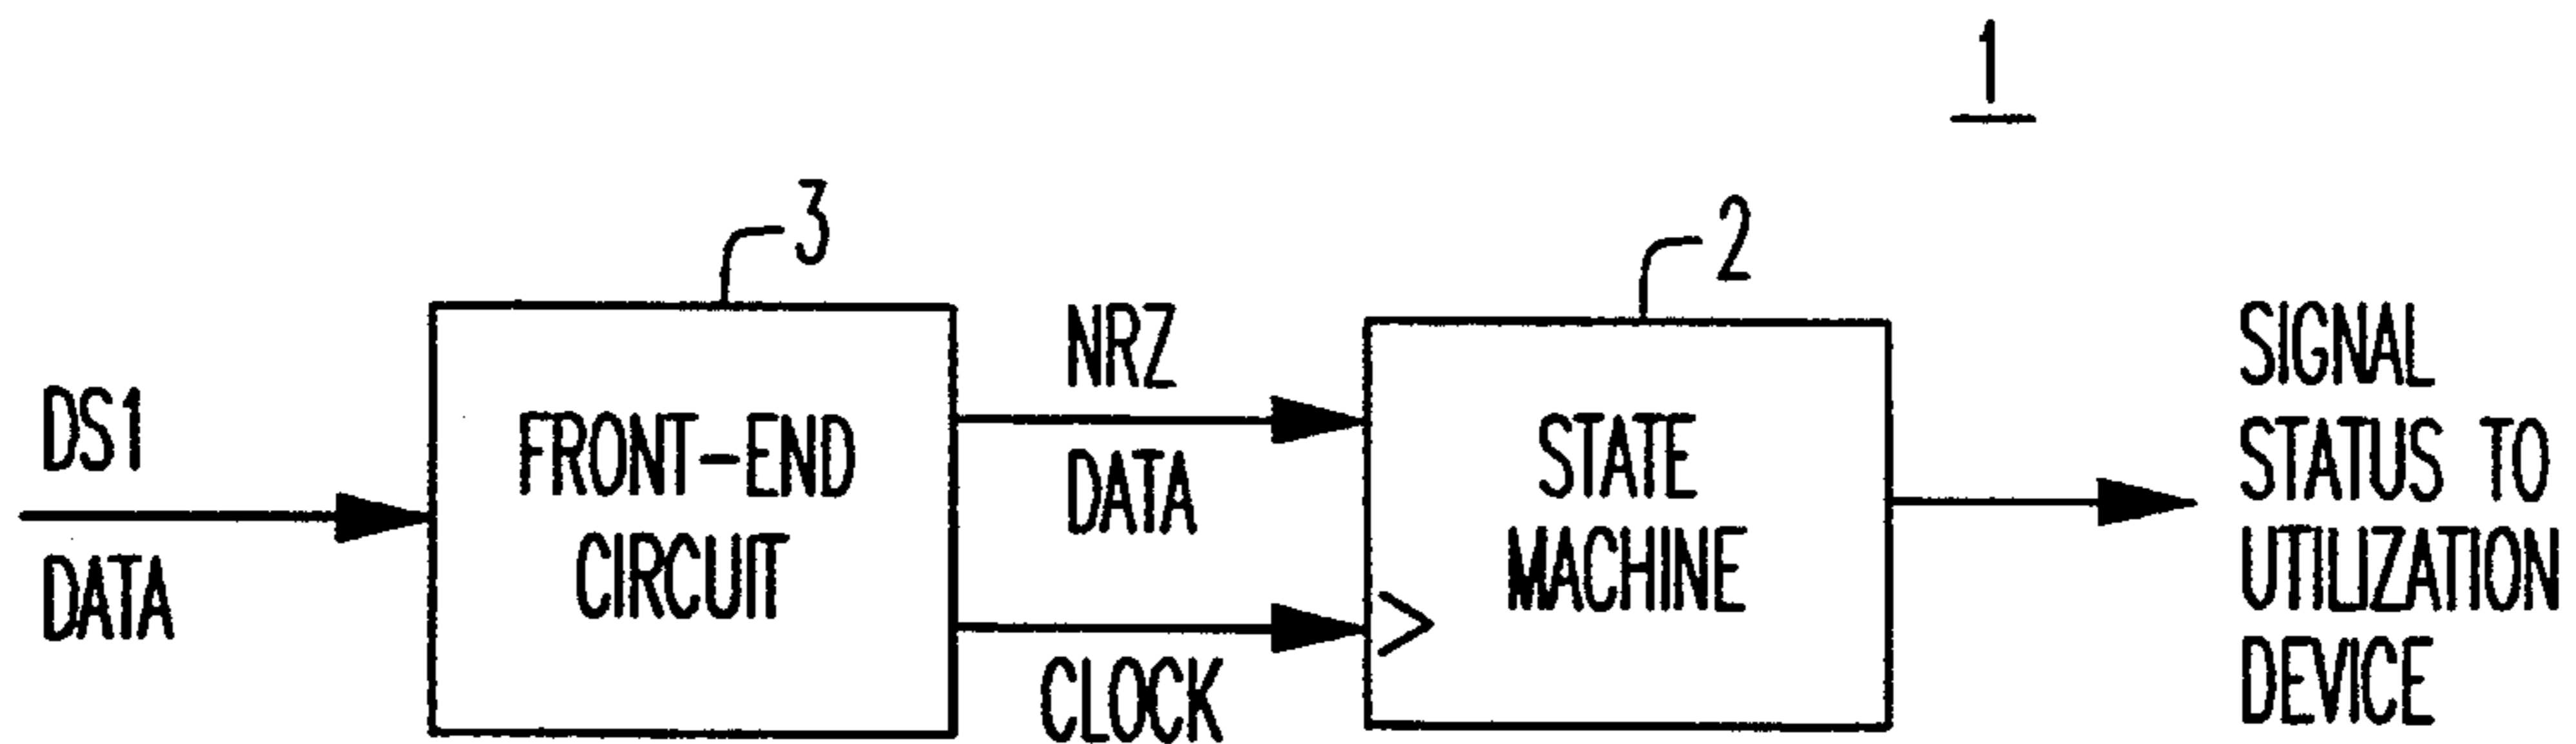 1
3
2
DS1
DATA
FRONT-END
CIRCUIT
NRZ
DATA
CLOCK
STATE
MACHINE
SIGNAL
STATUS TO
UTILIZATION
DEVICE